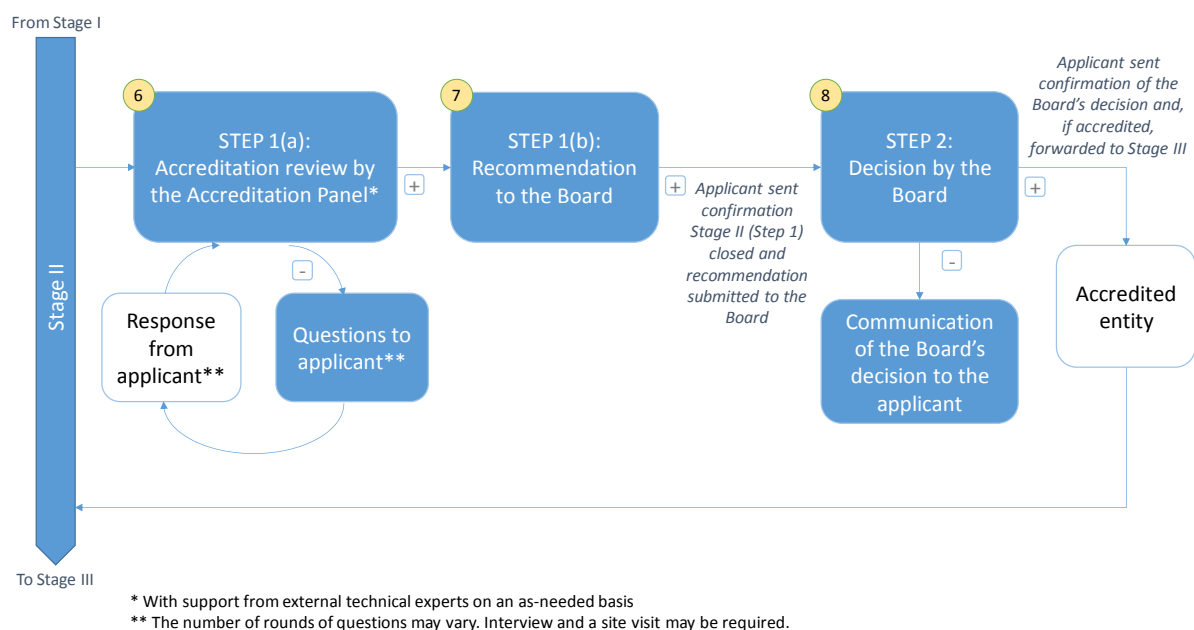 From Stage I
Stage II
To Stage III
6
STEP 1(a):
Accreditation review by
the Accreditation Panel*
+
-
Response
from
applicant**
Questions to
applicant**
7
STEP 1(b):
Recommendation
to the Board
+
Applicant sent
confirmation
Stage II (Step 1)
closed and
recommendation
submitted to the
Board
8
STEP 2:
Decision by the
Board
+
-
Communication
of the Board's
decision to the
applicant
Applicant sent
confirmation of the
Board's decision and,
if accredited,
forwarded to Stage III
Accredited
entity
* With support from external technical experts on an as-needed basis
** The number of rounds of questions may vary. Interview and a site visit may be required.